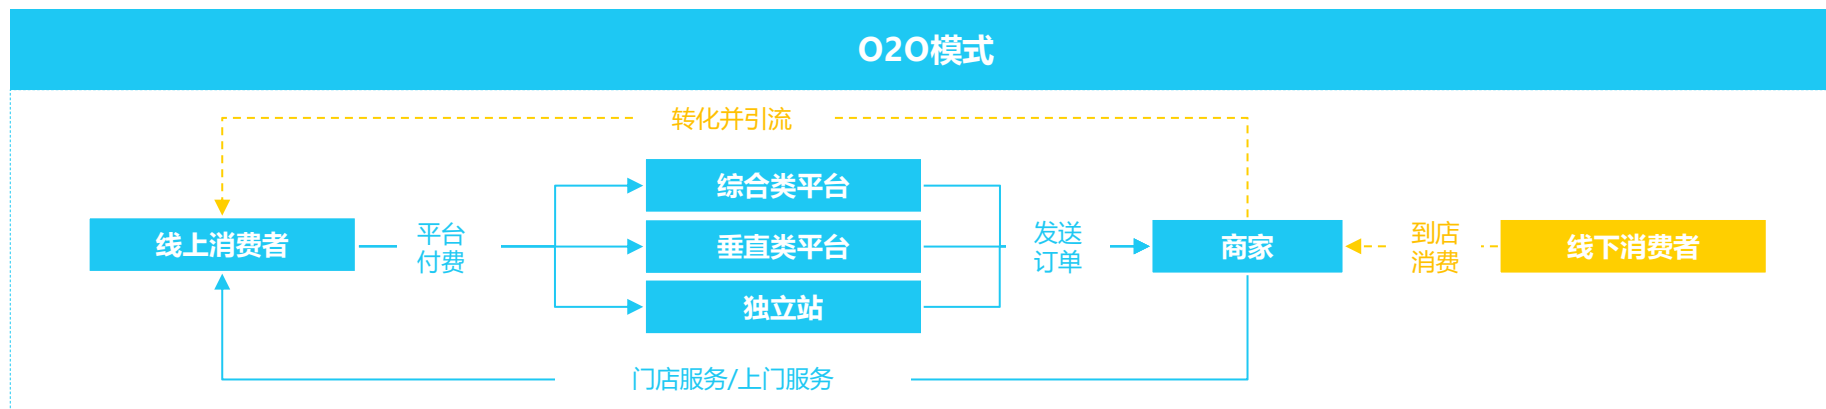 O2O模式
转化并引流
综合类平台
线上消费者
平台
付费
垂直类平台
发送
订单
商家
到店
消费
线下消费者
独立站
门店服务/上门服务